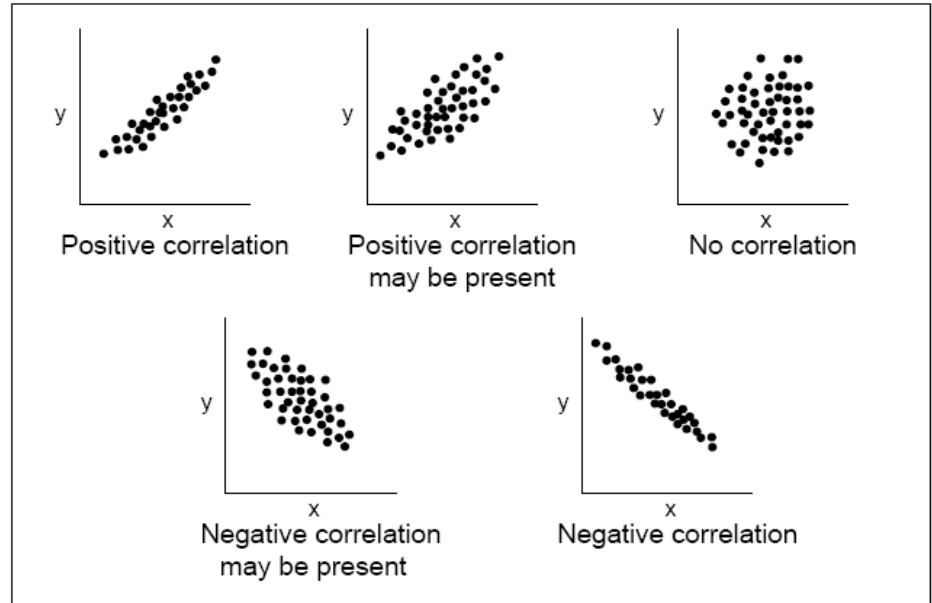 y
x
Positive correlation
y
x
Positive correlation
may be present
y
x
No correlation
y
x
Negative correlation
may be present
y
x
Negative correlation